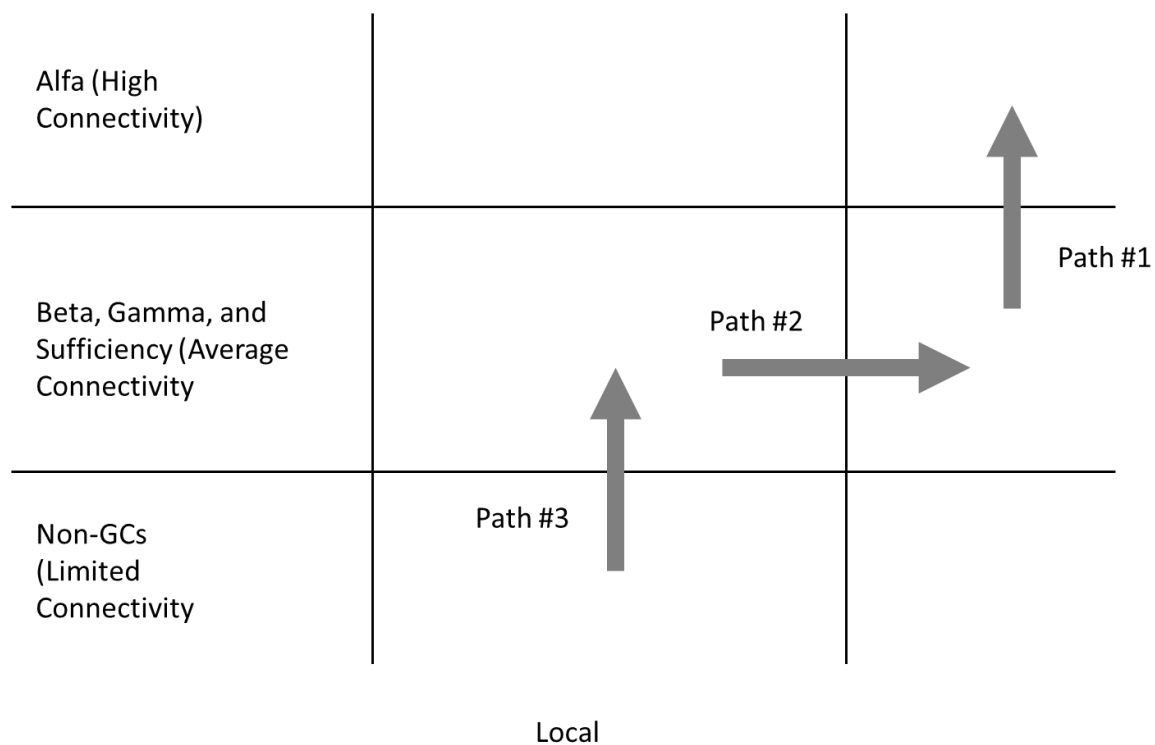 Alfa (High
Connectivity)
Path #1
Beta, Gamma, and
Sufficiency (Average
Connectivity
Path #2
Path #3
Non-GCs
(Limited
Connectivity
Local